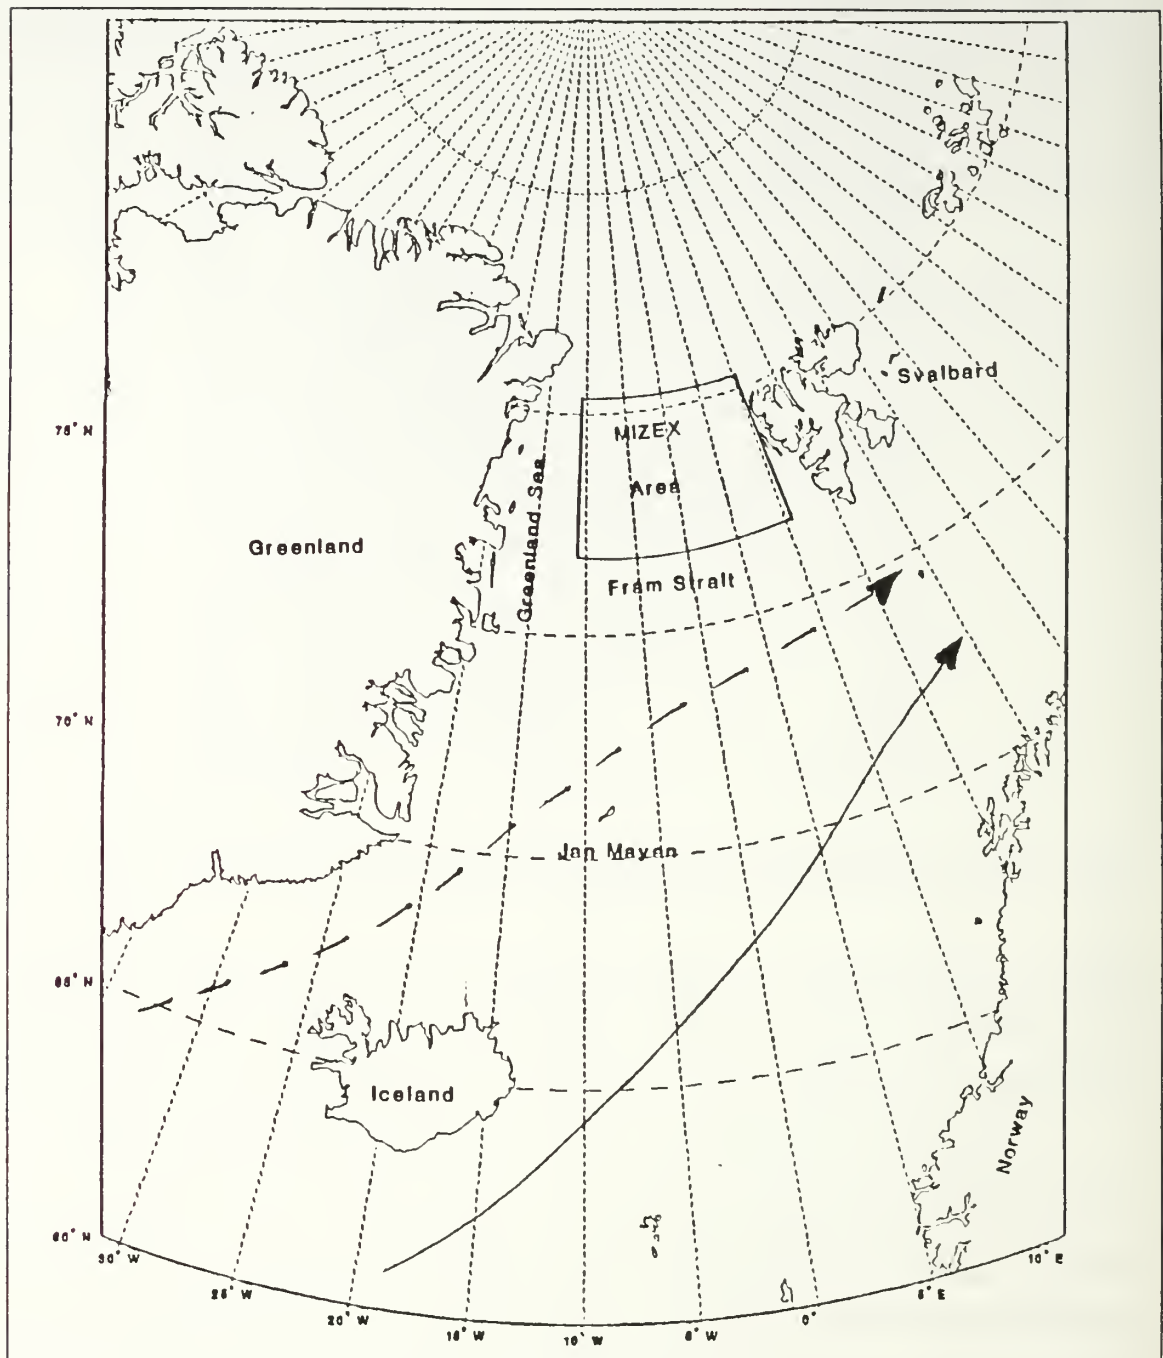 Svalbard
75° N
MIZEX
Area
Greenland Sea
Greenland
Fram Strait
70° N
Jan Mayen
65° N
Iceland
Norway
60° N
30° W
10° E
25° W
5° E
20° W
0°
15° W
5° W
10° W